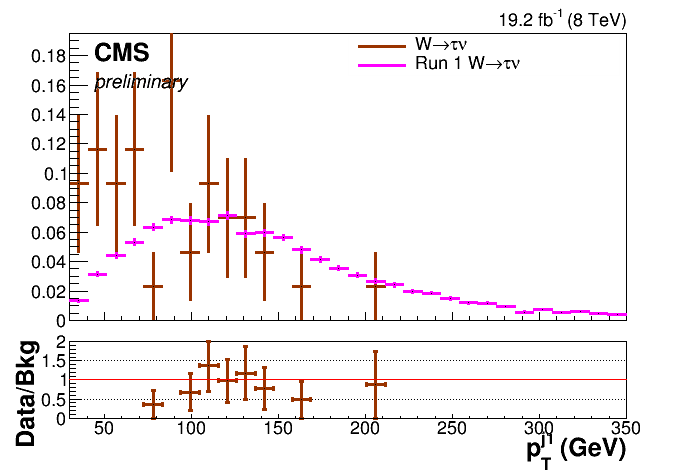 19.2 fb⁻¹ (8 TeV)
CMS
preliminary
W→τν
Run 1 W→τν
0.18
0.16
0.14
0.12
0.1
0.08
0.06
0.04
0.02
0
Data/Bkg
2
1.5
1
0.5
0
50 100 150 200 250 300 350
p_T^{j1} (GeV)